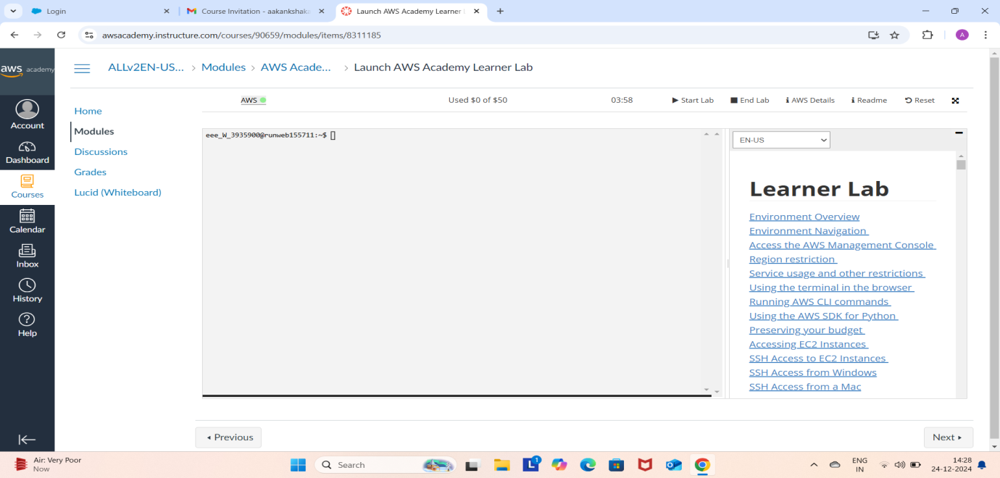 Login
Course Invitation - aakankshaka
Launch AWS Academy Learner L
awsacademy.instructure.com/courses/90659/modules/items/8311185
A
aws academy
ALLv2EN-US... > Modules > AWS Acade... > Launch AWS Academy Learner Lab
AWS
Used $0 of $50
03:58
Start Lab
End Lab
AWS Details
Readme
Reset
Account
Dashboard
Courses
Calendar
Inbox
History
Help
Home
Modules
Discussions
Grades
Lucid (Whiteboard)
eee_W_3935900@runweb155711:~$
EN-US
Learner Lab
Environment Overview
Environment Navigation
Access the AWS Management Console
Region restriction
Service usage and other restrictions
Using the terminal in the browser
Running AWS CLI commands
Using the AWS SDK for Python
Preserving your budget
Accessing EC2 Instances
SSH Access to EC2 Instances
SSH Access from Windows
SSH Access from a Mac
Previous
Next
Air: Very Poor
Now
Search
L
1
ENG
IN
14:28
24-12-2024